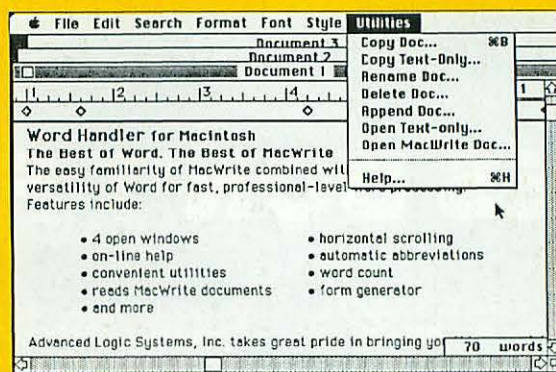 File Edit Search Format Font Style Utilities
Document 3
Document 2
Document 1
Copy Doc... ⌘B
Copy Text-Only...
Rename Doc...
Delete Doc...
Append Doc...
Open Text-only...
Open MacWrite Doc...
Help... ⌘H
1 2 3 4
1
Word Handler for Macintosh
The Best of Word. The Best of MacWrite
The easy familiarity of MacWrite combined
versatility of Word for fast, professional-level
Features include:
• 4 open windows
• on-line help
• convenient utilities
• reads MacWrite documents
• and more
• horizontal scrolling
• automatic abbreviations
• word count
• form generator
Advanced Logic Systems, Inc. takes great pride in bringing
70 words